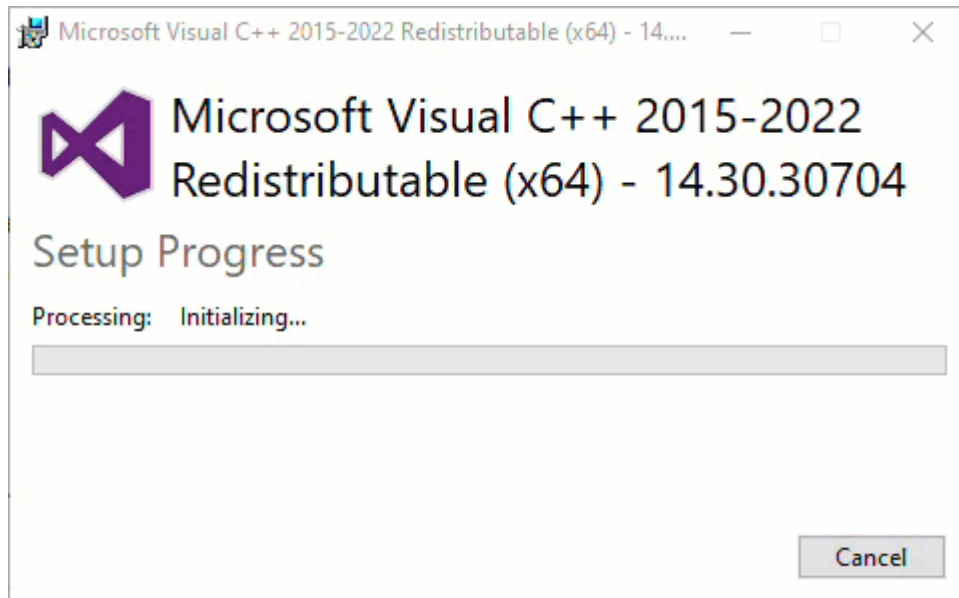 Microsoft Visual C++ 2015-2022 Redistributable (x64) - 14....
Microsoft Visual C++ 2015-2022
Redistributable (x64) - 14.30.30704
Setup Progress
Processing: Initializing...
Cancel